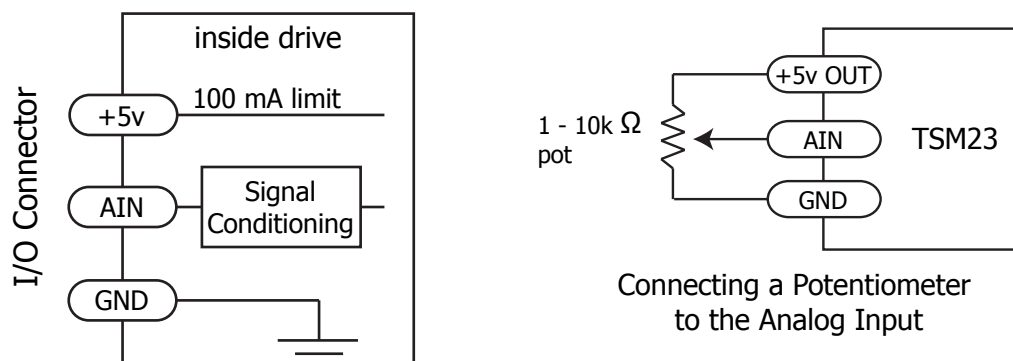 inside drive
100 mA limit
+5v
AIN
Signal
Conditioning
GND
I/O Connector
+5v OUT
1 - 10k Ω
pot
AIN
TSM23
GND
Connecting a Potentiometer
to the Analog Input